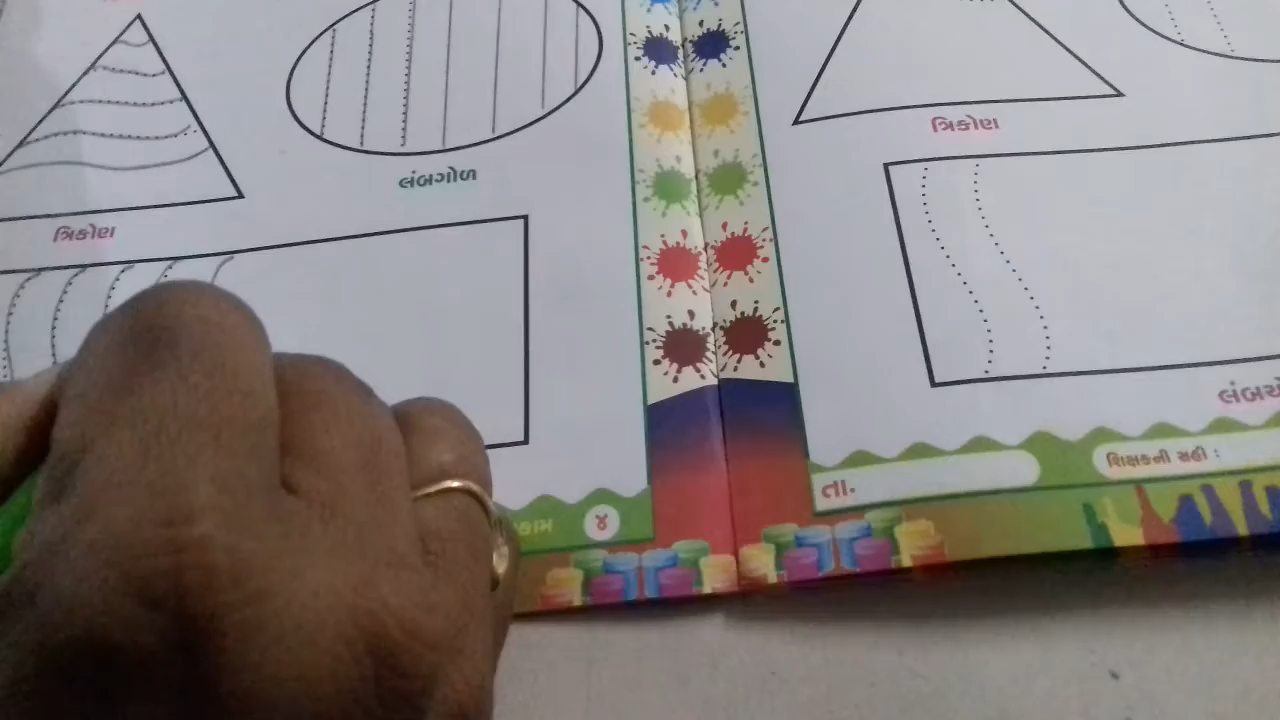 લંબગોળ
ત્રિકોણ
૪
ત્રિકોણ
તા.
શિક્ષકની સહી :